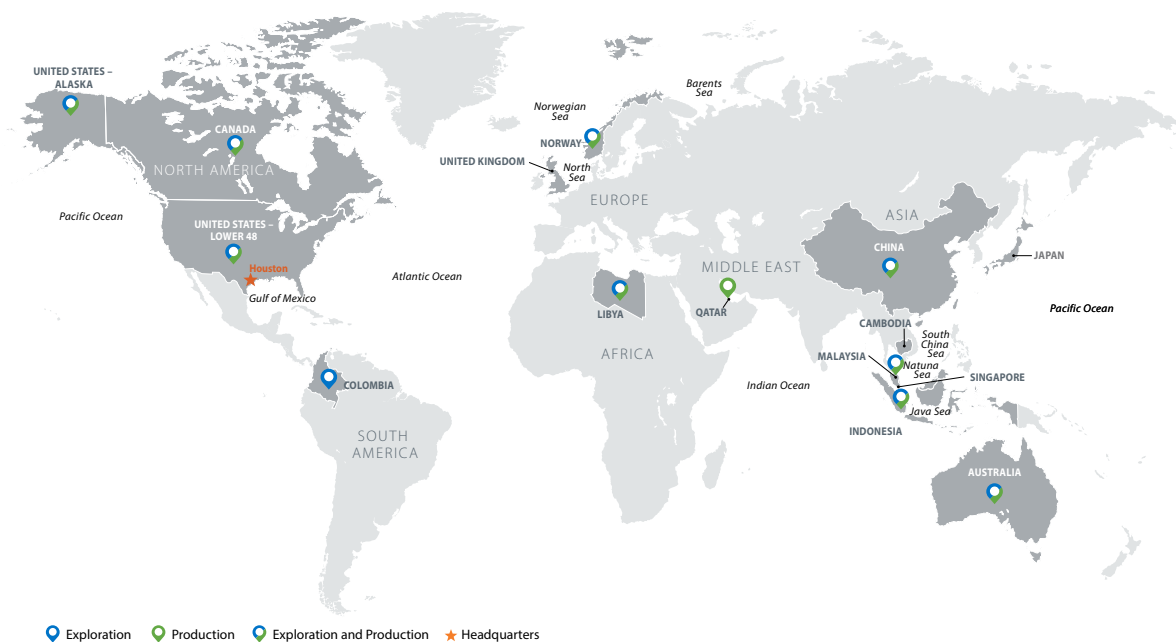 UNITED STATES –
ALASKA
CANADA
NORTH AMERICA
Pacific Ocean
UNITED STATES –
LOWER 48
Houston
Gulf of Mexico
Atlantic Ocean
COLOMBIA
SOUTH
AMERICA
Barents
Sea
Norwegian
Sea
NORWAY
UNITED KINGDOM
North
Sea
EUROPE
ASIA
CHINA
JAPAN
MIDDLE EAST
LIBYA
QATAR
Pacific Ocean
AFRICA
CAMBODIA
South
China
Sea
MALAYSIA
Natuna
Sea
SINGAPORE
Indian Ocean
Java Sea
INDONESIA
AUSTRALIA
Exploration
Production
Exploration and Production
Headquarters